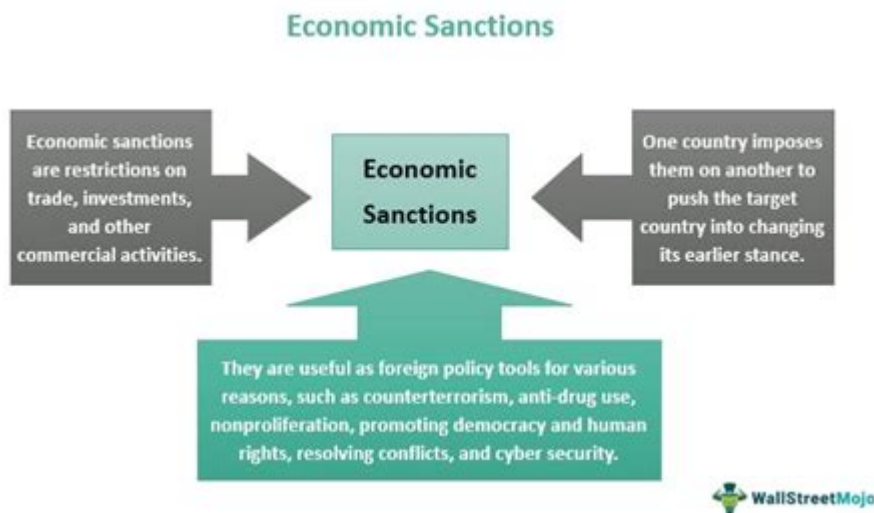 Economic Sanctions
Economic sanctions
are restrictions on
trade, investments,
and other
commercial activities.
Economic
Sanctions
One country imposes
them on another to
push the target
country into changing
its earlier stance.
They are useful as foreign policy tools for various
reasons, such as counterterrorism, anti-drug use,
nonproliferation, promoting democracy and human
rights, resolving conflicts, and cyber security.
WallStreetMojo